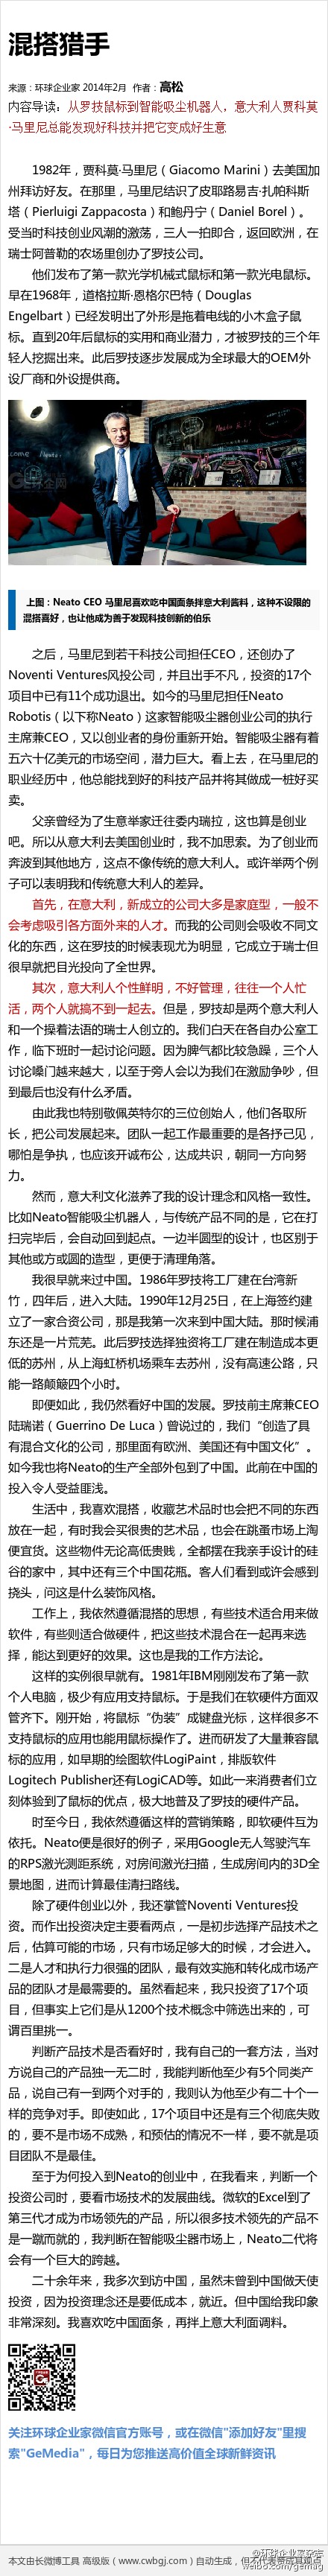 混搭猎手
来源：环球企业家 2014年2月 作者：高松
内容导读：从罗技鼠标到智能吸尘机器人，意大利人贾科莫
·马里尼总能发现好科技并把它变成好生意
1982年，贾科莫·马里尼（Giacomo Marini）去美国加
州拜访好友。在那里，马里尼结识了皮耶路易吉·扎帕科斯
塔（Pierluigi Zappacosta）和鲍丹宁（Daniel Borel）。
受当时科技创业风潮的激荡，三人一拍即合，返回欧洲，在
瑞士阿普勒的农场里创办了罗技公司。
他们发布了第一款光学机械式鼠标和第一款光电鼠标。
早在1968年，道格拉斯·恩格尔巴特（Douglas
Engelbart）已经发明出了外形是拖着电线的小木盒子鼠
标。直到20年后鼠标的实用和商业潜力，才被罗技的三个年
轻人挖掘出来。此后罗技逐步发展成为全球最大的OEM外
设厂商和外设提供商。
上图：Neato CEO 马里尼喜欢吃中国面条拌意大利酱料，这种不设限的
混搭喜好，也让他成为善于发现科技创新的伯乐
之后，马里尼到若干科技公司担任CEO，还创办了
Noventi Ventures风投公司，并且出手不凡，投资的17个
项目中已有11个成功退出。如今的马里尼担任Neato
Robotis（以下称Neato）这家智能吸尘器创业公司的执行
主席兼CEO，又以创业者的身份重新开始。智能吸尘器有着
五六十亿美元的市场空间，潜力巨大。看上去，在马里尼的
职业经历中，他总能找到好的科技产品并将其做成一桩好买
卖。
父亲曾经为了生意举家迁往委内瑞拉，这也算是创业
吧。所以从意大利去美国创业时，我不加思索。为了创业而
奔波到其他地方，这点不像传统的意大利人。或许举两个例
子可以表明我和传统意大利人的差异。
首先，在意大利，新成立的公司大多是家庭型，一般不
会考虑吸引各方面外来的人才。而我的公司则会吸收不同文
化的东西，这在罗技的时候表现尤为明显，它成立于瑞士但
很早就把目光投向了全世界。
其次，意大利人个性鲜明，不好管理，往往一个人忙
活，两个人就搞不到一起去。但是，罗技却是两个意大利人
和一个操着法语的瑞士人创立的。我们白天在各自办公室工
作，临下班时一起讨论问题。因为脾气都比较急躁，三个人
讨论嗓门越来越大，以至于旁人会以为我们在激励争吵，但
到最后也没有什么矛盾。
由此我也特别敬佩英特尔的三位创始人，他们各取所
长，把公司发展起来。团队一起工作最重要的是各抒己见，
哪怕是争执，也应该开诚布公，达成共识，朝同一方向努
力。
然而，意大利文化滋养了我的设计理念和风格一致性。
比如Neato智能吸尘机器人，与传统产品不同的是，它在打
扫完毕后，会自动回到起点。一边半圆型的设计，也区别于
其他或方或圆的造型，更便于清理角落。
我很早就来过中国。1986年罗技将工厂建在台湾新
竹，四年后，进入大陆。1990年12月25日，在上海签约建
立了一家合资公司，那是我第一次来到中国大陆。那时候浦
东还是一片荒芜。此后罗技选择独资将工厂建在制造成本更
低的苏州，从上海虹桥机场乘车去苏州，没有高速公路，只
能一路颠簸四个小时。
即便如此，我仍然看好中国的发展。罗技前主席兼CEO
陆瑞诺（Guerrino De Luca）曾说过的，我们“创造了具
有混合文化的公司，那里面有欧洲、美国还有中国文化”。
如今我也将Neato的生产全部外包到了中国。此前在中国的
投入令人受益匪浅。
生活中，我喜欢混搭，收藏艺术品时也会把不同的东西
放在一起，有时我会买很贵的艺术品，也会在跳蚤市场上淘
便宜货。这些物件无论高低贵贱，全都摆在我亲手设计的硅
谷的家中，其中还有三个中国花瓶。客人们看到或许会感到
挠头，问这是什么装饰风格。
工作上，我依然遵循混搭的思想，有些技术适合用来做
软件，有些则适合做硬件，把这些技术混合在一起再来选
择，能达到更好的效果。这也是我的工作方法论。
这样的实例很早就有。1981年IBM刚刚发布了第一款
个人电脑，极少有应用支持鼠标。于是我们在软硬件方面双
管齐下。刚开始，将鼠标“伪装”成键盘光标，这样很多不
支持鼠标的应用也能用鼠标操作了。进而研发了大量兼容鼠
标的应用，如早期的绘图软件LogiPaint，排版软件
Logitech Publisher还有LogiCAD等。如此一来消费者们立
刻体验到了鼠标的优点，极大地普及了罗技的硬件产品。
时至今日，我依然遵循这样的营销策略，即软硬件互为
依托。Neato便是很好的例子，采用Google无人驾驶汽车
的RPS激光测距系统，对房间激光扫描，生成房间内的3D全
景地图，进而计算最佳清扫路线。
除了硬件创业以外，我还掌管Noventi Ventures投
资。而作出投资决定主要看两点，一是初步选择产品技术之
后，估算可能的市场，只有市场足够大的时候，才会进入。
二是人才和执行力很强的团队，最有效实施和转化成市场产
品的团队才是最需要的。虽然看起来，我只投资了17个项
目，但事实上它们是从1200个技术概念中筛选出来的，可
谓百里挑一。
判断产品技术是否看好时，我有自己的一套方法，当对
方说自己的产品独一无二时，我能判断他至少有5个同类产
品，说自己有一到两个对手的，我则认为他至少有二十个一
样的竞争对手。即使如此，17个项目中还是有三个彻底失败
的，要不是市场不成熟，和预估的情况不一样，要不就是项
目团队不是最佳。
至于为何投入到Neato的创业中，在我看来，判断一个
投资公司时，要看市场技术的发展曲线。微软的Excel到了
第三代才成为市场领先的产品，所以很多技术领先的产品不
是一蹴而就的，我判断在智能吸尘器市场上，Neato二代将
会有一个巨大的跨越。
二十余年来，我多次到访中国，虽然未曾到中国做天使
投资，因为投资理念还是要低成本，就近。但中国给我印象
非常深刻。我喜欢吃中国面条，再拌上意大利面调料。
关注环球企业家微信官方账号，或在微信"添加好友"里搜
索"GeMedia"，每日为您推送高价值全球新鲜资讯
@环球企业家杂志
本文由长微博工具 高级版（www.cwbgj.com）自动生成，但不代表赞成其观点
weibo.com/gemag